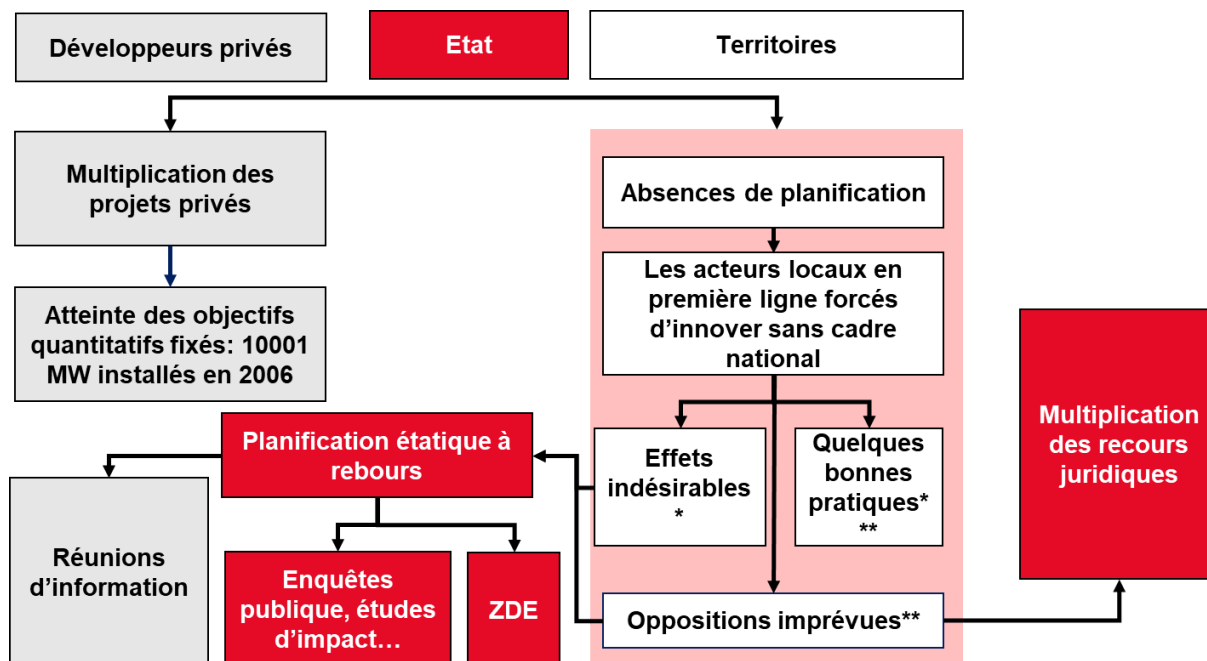 Développeurs privés
Etat
Territoires
Multiplication des
projets privés
Absences de planification
Les acteurs locaux en
première ligne forcés
d’innover sans cadre
national
Atteinte des objectifs
quantitatifs fixés: 10001
MW installés en 2006
Multiplication
des recours
juridiques
Planification étatique à
rebours
Effets
indésirables
*
Quelques
bonnes
pratiques*
**
Réunions
d’information
Enquêtes
publique, études
d’impact…
ZDE
Oppositions imprévues**